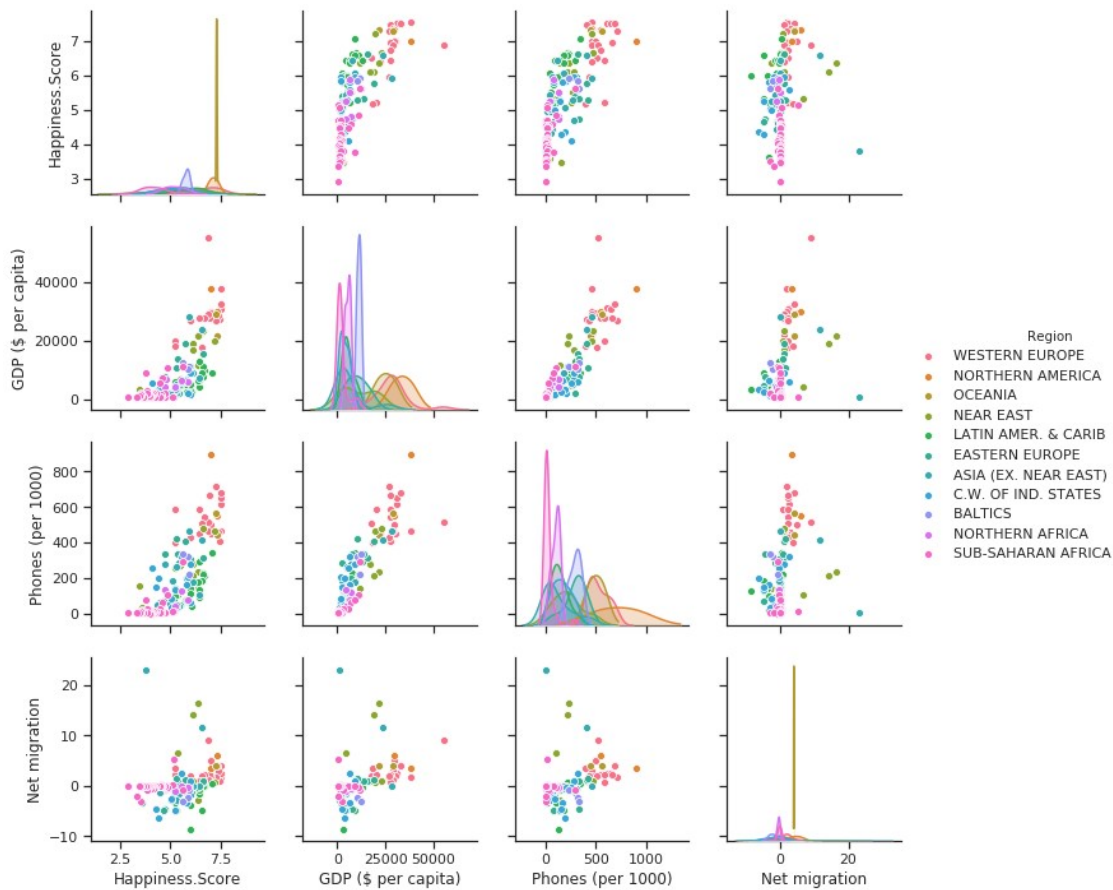 Happiness.Score
7
6
5
4
3
GDP ($ per capita)
40000
20000
0
Phones (per 1000)
800
600
400
200
0
Net migration
20
10
0
−10
2.5 5.0 7.5
Happiness.Score
0 25000 50000
GDP ($ per capita)
0 500 1000
Phones (per 1000)
0 20
Net migration
Region
WESTERN EUROPE
NORTHERN AMERICA
OCEANIA
NEAR EAST
LATIN AMER. & CARIB
EASTERN EUROPE
ASIA (EX. NEAR EAST)
C.W. OF IND. STATES
BALTICS
NORTHERN AFRICA
SUB-SAHARAN AFRICA